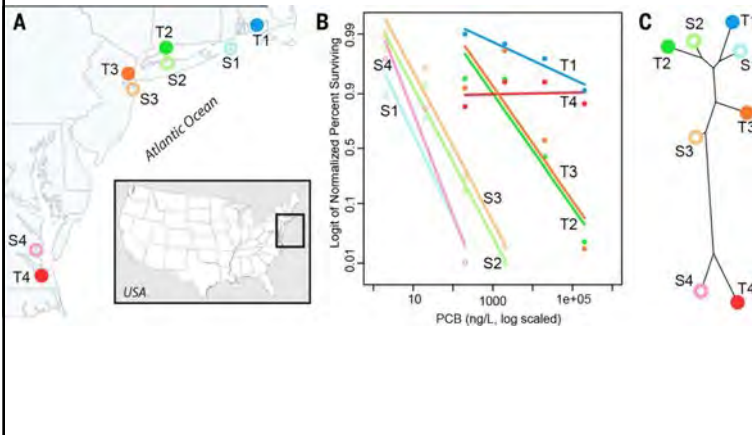 A
T2
T1
S1
S2
T3
S3
Atlantic Ocean
S4
T4
USA
B
Logit of Normalized Percent Surviving
0.99
0.9
0.5
0.1
0.01
S4
S1
T1
T4
T3
S3
T2
S2
10
1000
1e+05
PCB (ng/L, log scaled)
C
S2
T1
T2
S
T3
S3
S4
T4